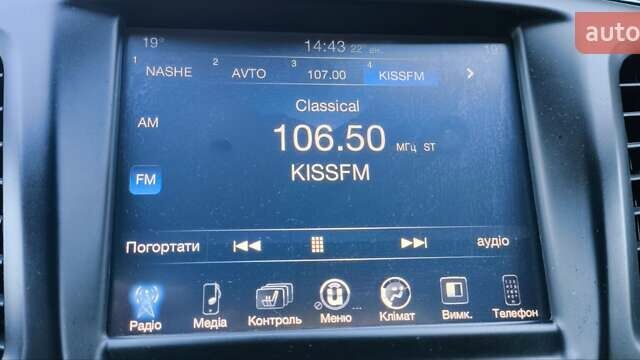 auto
19° 14:43 22 вн. 19°
1 NASHE 2 AVTO 3 107.00 4 KISSFM >
Classical
AM
106.50 МГц ST
FM
KISSFM
Погортати аудіо
Радіо Медіа Контроль Меню Клімат Вимк. Телефон